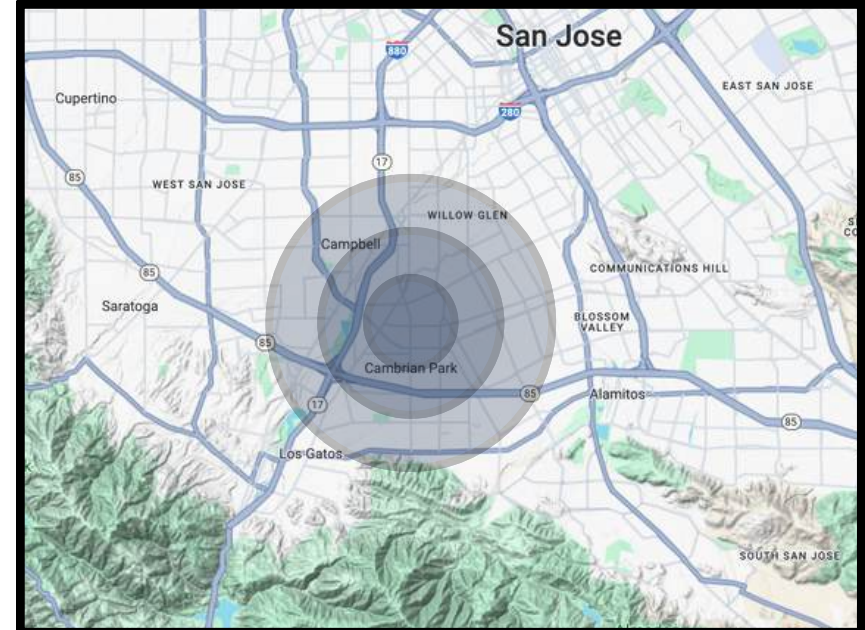 San Jose
880
EAST SAN JOSE
Cupertino
280
17
85
WEST SAN JOSE
WILLOW GLEN
Campbell
COMMUNICATIONS HILL
85
Saratoga
BLOSSOM
VALLEY
85
Cambrian Park
85
Alamitos
17
85
Los Gatos
SOUTH SAN JOSE